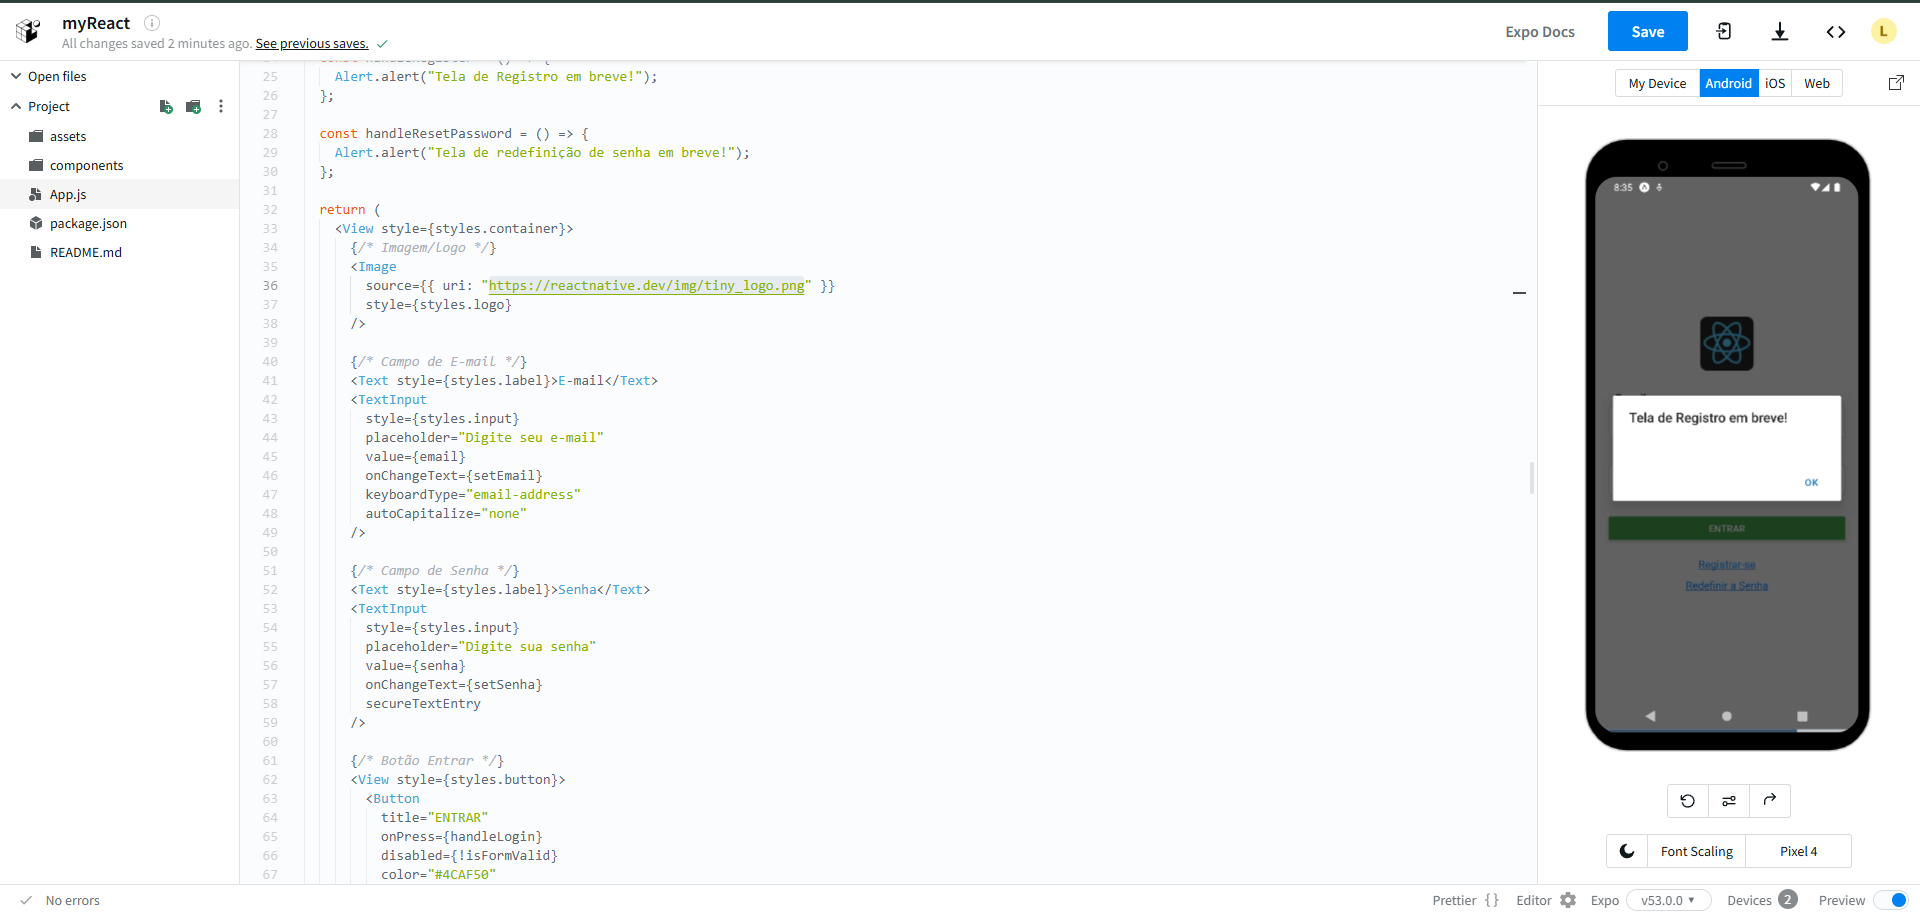 myReact
All changes saved 2 minutes ago. See previous saves.
Expo Docs
Save
L
Open files
Project
assets
components
App.js
package.json
README.md
25 Alert.alert("Tela de Registro em breve!");
26 };
27
28 const handleResetPassword = () => {
29 Alert.alert("Tela de redefinição de senha em breve!");
30 };
31
32 return (
33 <View style={styles.container}>
34 {/* Imagem/logo */}
35 <Image
36 source={{ uri: "https://reactnative.dev/img/tiny_logo.png" }}
37 style={styles.logo}
38 />
39
40 {/* Campo de E-mail */}
41 <Text style={styles.label}>E-mail</Text>
42 <TextInput
43 style={styles.input}
44 placeholder="Digite seu e-mail"
45 value={email}
46 onChangeText={setEmail}
47 keyboardType="email-address"
48 autoCapitalize="none"
49 />
50
51 {/* Campo de Senha */}
52 <Text style={styles.label}>Senha</Text>
53 <TextInput
54 style={styles.input}
55 placeholder="Digite sua senha"
56 value={senha}
57 onChangeText={setSenha}
58 secureTextEntry
59 />
60
61 {/* Botão Entrar */}
62 <View style={styles.button}>
63 <Button
64 title="ENTRAR"
65 onPress={handleLogin}
66 disabled={!isFormValid}
67 color="#4CAF50"
My Device
Android
iOS
Web
8:35
Tela de Registro em breve!
OK
ENTRAR
Registrar-se
Redefinir a Senha
Font Scaling
Pixel 4
No errors
Prettier {}
Editor
Expo
v53.0.0
Devices 2
Preview